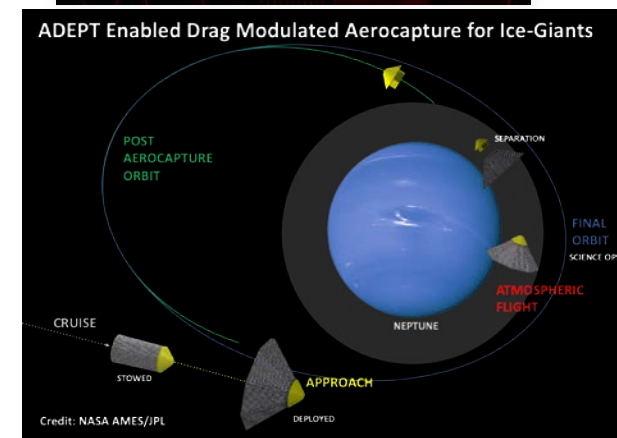 ADEPT Enabled Drag Modulated Aerocapture for Ice-Giants
POST
AEROCAPTURE
ORBIT
SEPARATION
FINAL
ORBIT
SCIENCE OP
ATMOSPHERIC
FLIGHT
NEPTUNE
CRUISE
STOWED
APPROACH
DEPLOYED
Credit: NASA AMES/JPL